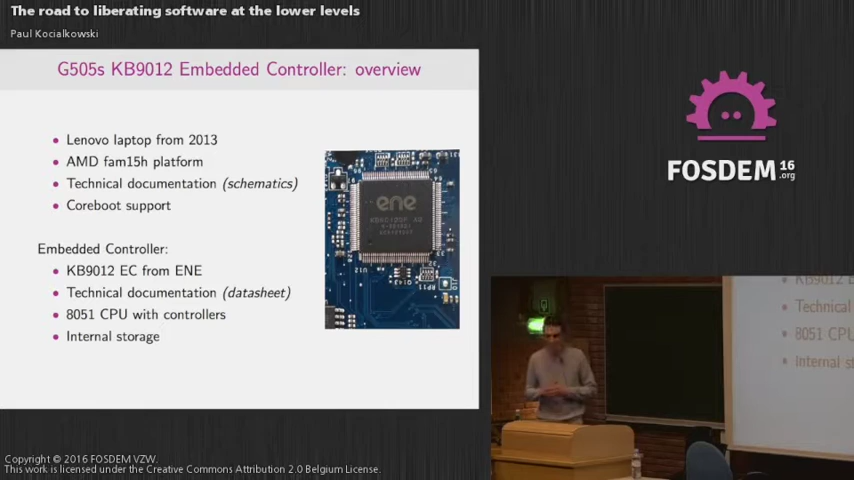 The road to liberating software at the lower levels
Paul Kocialkowski
G505s KB9012 Embedded Controller: overview
Lenovo laptop from 2013
AMD fam15h platform
Technical documentation (schematics)
Coreboot support
Embedded Controller:
KB9012 EC from ENE
Technical documentation (datasheet)
8051 CPU with controllers
Internal storage
ene
FOSDEM 16
.org
KB9012 E
Technical
8051 CPU
Internal st
Copyright © 2016 FOSDEM VZW.
This work is licensed under the Creative Commons Attribution 2.0 Belgium License.